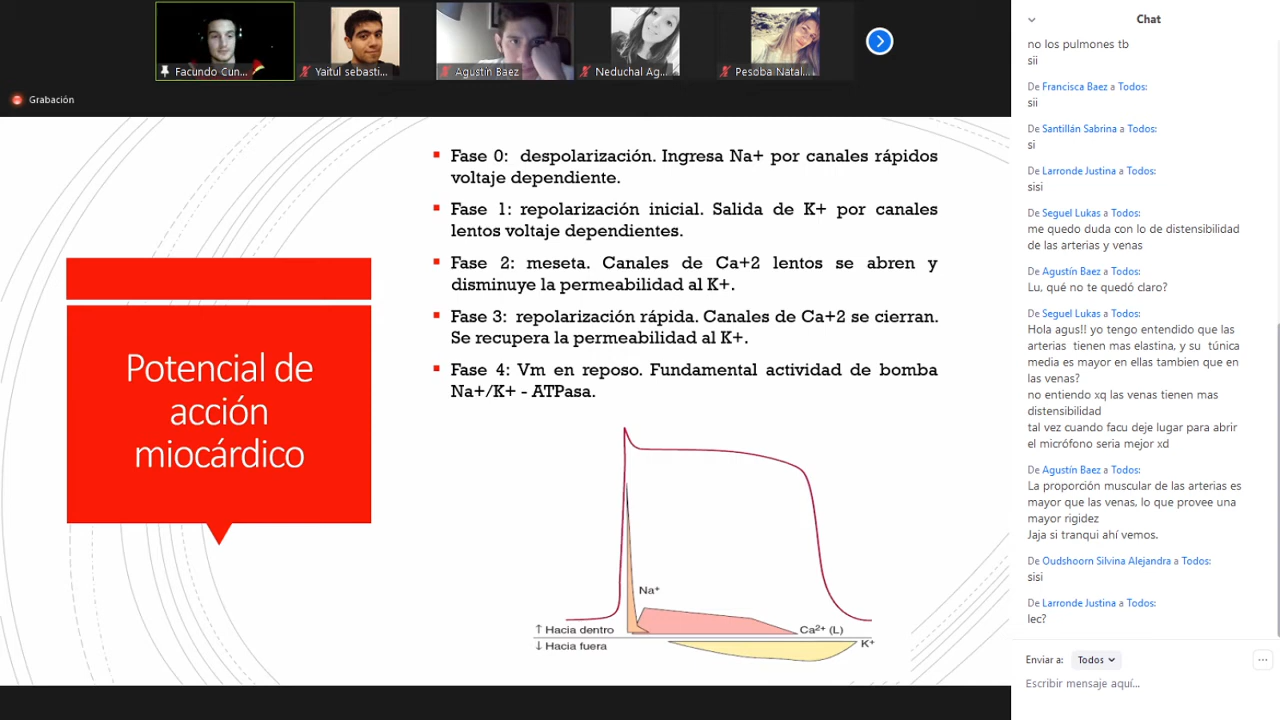 Facundo Cun...
Yaitul sebasti...
Agustín Baez
Neduchal Ag...
Pesoba Natal...
Grabación
Potencial de
acción
miocárdico
Fase 0: despolarización. Ingresa Na+ por canales rápidos
voltaje dependiente.
Fase 1: repolarización inicial. Salida de K+ por canales
lentos voltaje dependientes.
Fase 2: meseta. Canales de Ca+2 lentos se abren y
disminuye la permeabilidad al K+.
Fase 3: repolarización rápida. Canales de Ca+2 se cierran.
Se recupera la permeabilidad al K+.
Fase 4: Vm en reposo. Fundamental actividad de bomba
Na+/K+ - ATPasa.
Na⁺
↑ Hacia dentro
Ca²⁺ (L)
↓ Hacia fuera
K⁺
Chat
no los pulmones tb
sii
De Francisca Baez a Todos:
sii
De Santillán Sabrina a Todos:
si
De Larronde Justina a Todos:
sisi
De Seguel Lukas a Todos:
me quedo duda con lo de distensibilidad
de las arterias y venas
De Agustín Baez a Todos:
Lu, qué no te quedó claro?
De Seguel Lukas a Todos:
Hola agus!! yo tengo entendido que las
arterias tienen mas elastina, y su túnica
media es mayor en ellas tambien que en
las venas?
no entiendo xq las venas tienen mas
distensibilidad
tal vez cuando facu deje lugar para abrir
el micrófono seria mejor xd
De Agustín Baez a Todos:
La proporción muscular de las arterias es
mayor que las venas, lo que provee una
mayor rigidez
Jaja si tranqui ahí vemos.
De Oudshoorn Silvina Alejandra a Todos:
sisi
De Larronde Justina a Todos:
lec?
Enviar a: Todos
Escribir mensaje aquí...